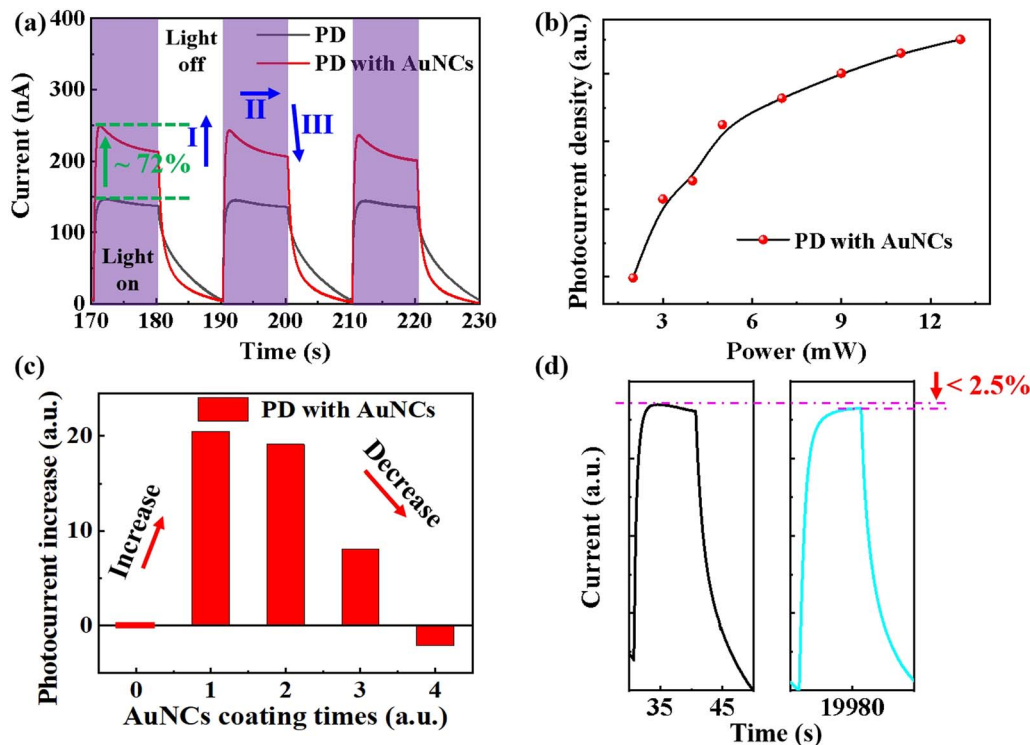 (a)
400
300
200
100
0
Current (nA)
170 180 190 200 210 220 230
Time (s)
Light
off
PD
PD with AuNCs
I
II
III
~ 72%
Light
on
(b)
Photocurrent density (a.u.)
PD with AuNCs
3 6 9 12
Power (mW)
(c)
Photocurrent increase (a.u.)
20
10
0
PD with AuNCs
Increase
Decrease
0 1 2 3 4
AuNCs coating times (a.u.)
(d)
< 2.5%
Current (a.u.)
35 45 19980
Time (s)